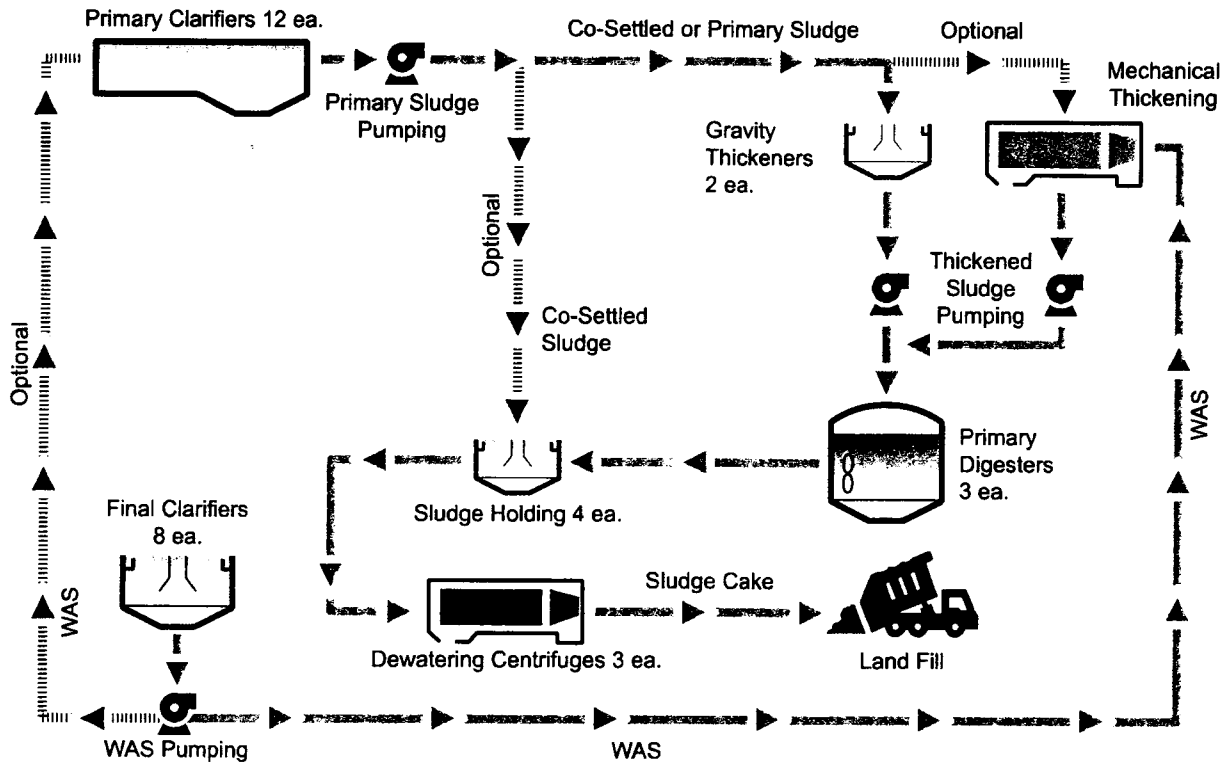 Primary Clarifiers 12 ea.
Co-Settled or Primary Sludge
Optional
Mechanical
Thickening
Primary Sludge
Pumping
Gravity
Thickeners
2 ea.
Optional
Thickened
Sludge
Pumping
Co-Settled
Sludge
Optional
WAS
Primary
Digesters
3 ea.
Final Clarifiers
8 ea.
Sludge Holding 4 ea.
Sludge Cake
WAS
Dewatering Centrifuges 3 ea.
Land Fill
WAS Pumping
WAS